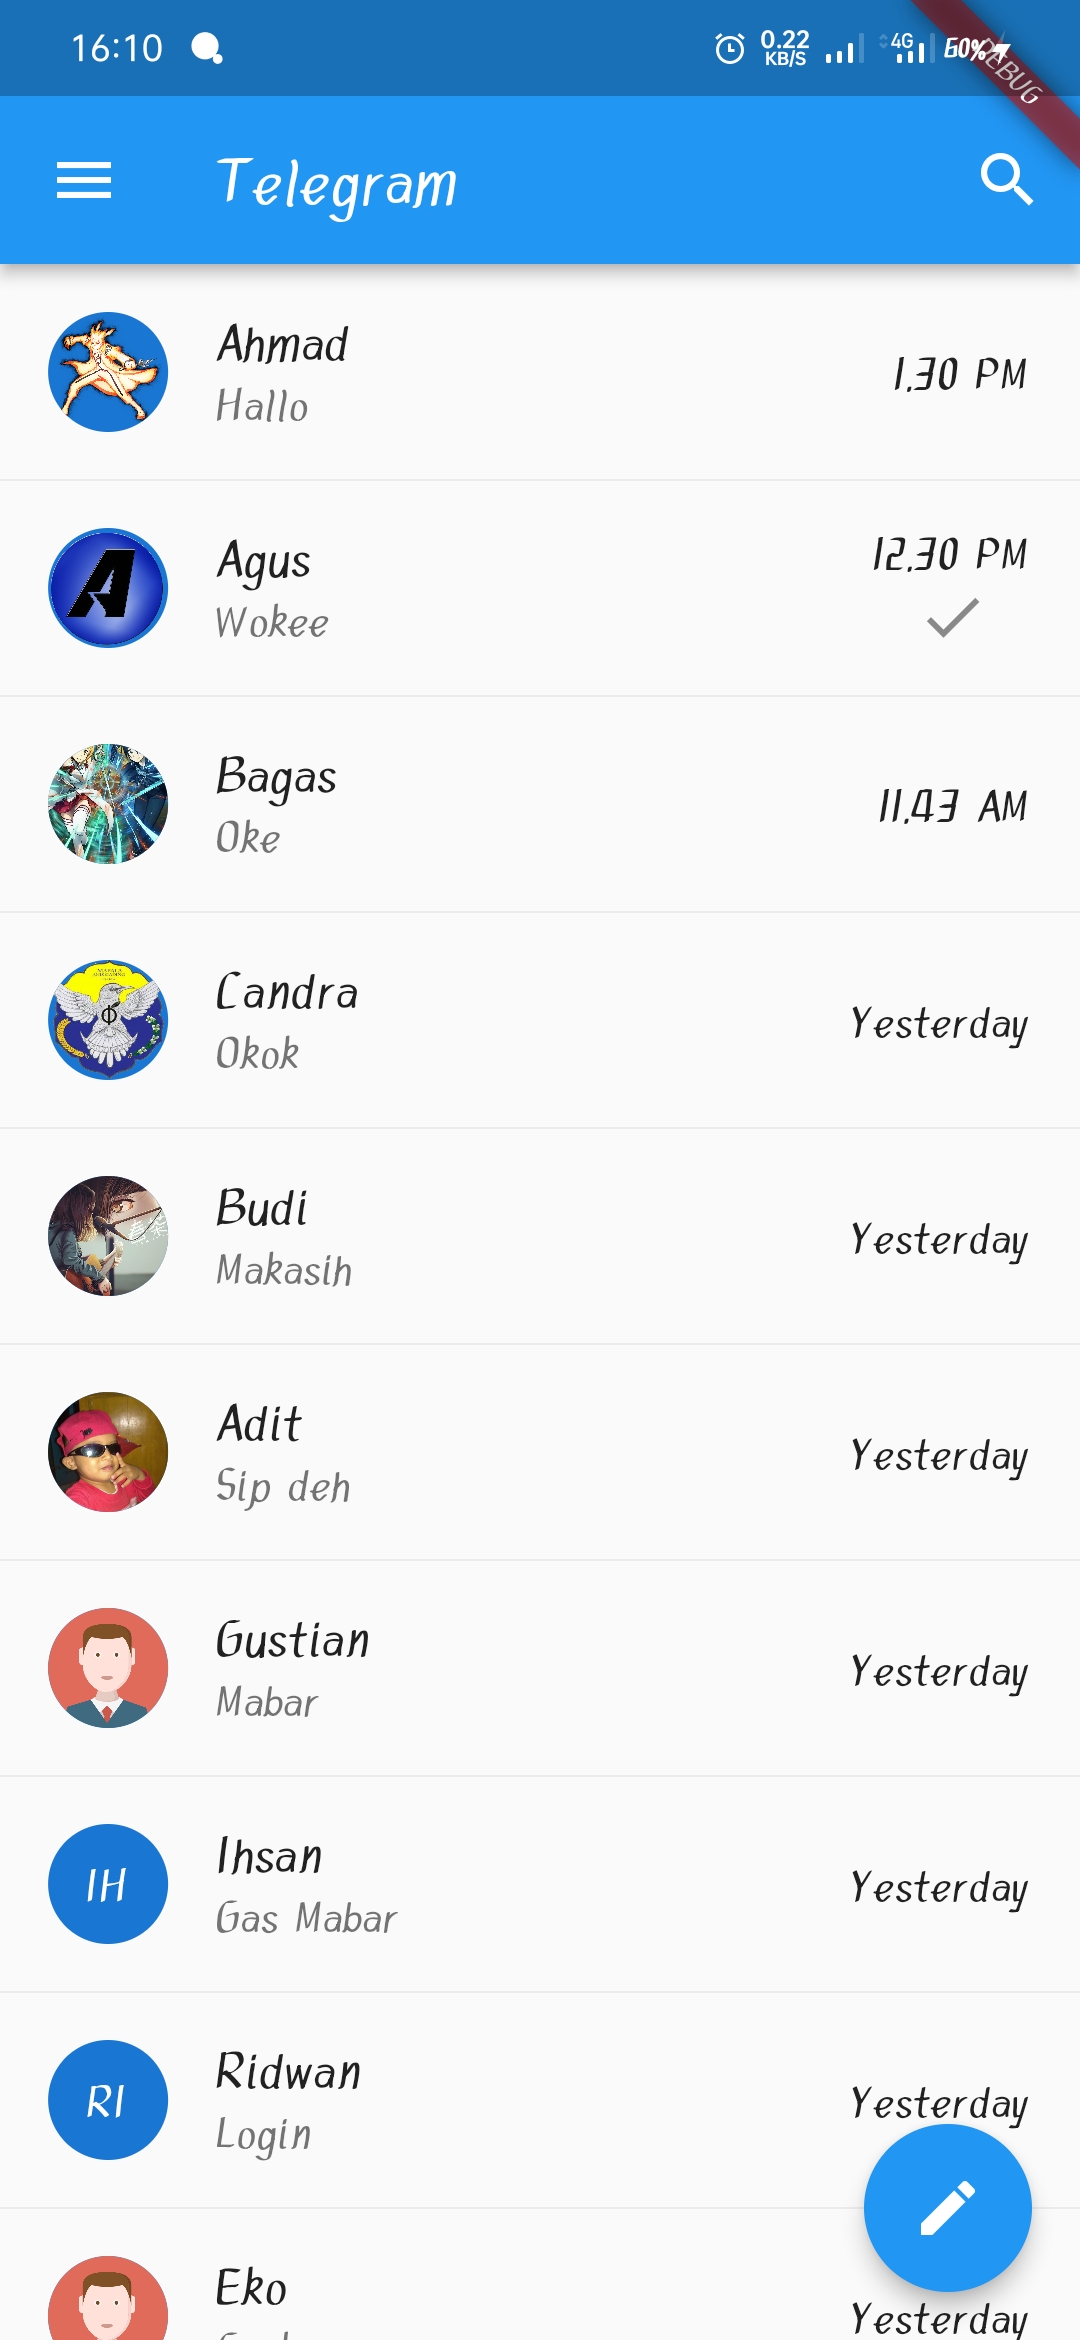 16:10 0.22 KB/S 4G 60%
DEBUG
Telegram
Ahmad
Hallo
1.30 PM
Agus
Wokee
12.30 PM
Bagas
Oke
11.43 AM
Candra
Okok
Yesterday
Budi
Makasih
Yesterday
Adit
Sip deh
Yesterday
Gustian
Mabar
Yesterday
IH
Ihsan
Gas Mabar
Yesterday
RI
Ridwan
Login
Yesterday
Eko
Yesterday